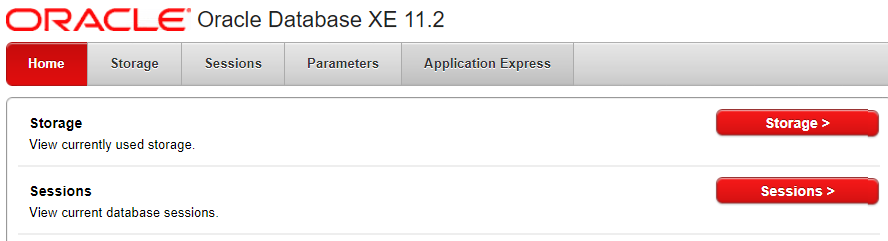 ORACLE® Oracle Database XE 11.2
Home Storage Sessions Parameters Application Express
Storage
Storage >
View currently used storage.
Sessions
Sessions >
View current database sessions.